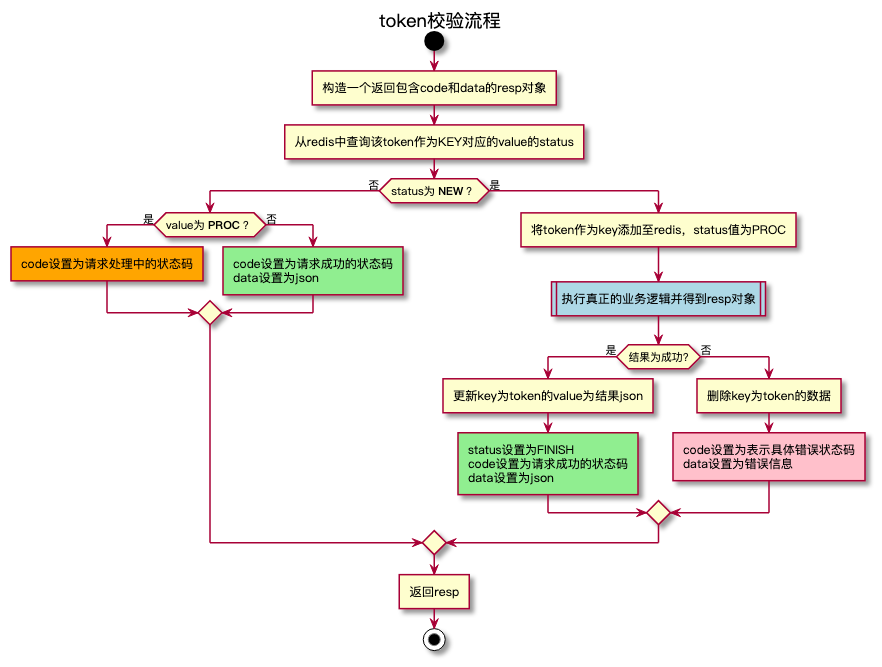 token校验流程
构造一个返回包含code和data的resp对象
从redis中查询该token作为KEY对应的value的status
否
status为 NEW ?
是
是
value为 PROC ?
否
将token作为key添加至redis，status值为PROC
code设置为请求处理中的状态码
code设置为请求成功的状态码
data设置为json
执行真正的业务逻辑并得到resp对象
是
结果为成功?
否
更新key为token的value为结果json
删除key为token的数据
status设置为FINISH
code设置为请求成功的状态码
data设置为json
code设置为表示具体错误状态码
data设置为错误信息
返回resp